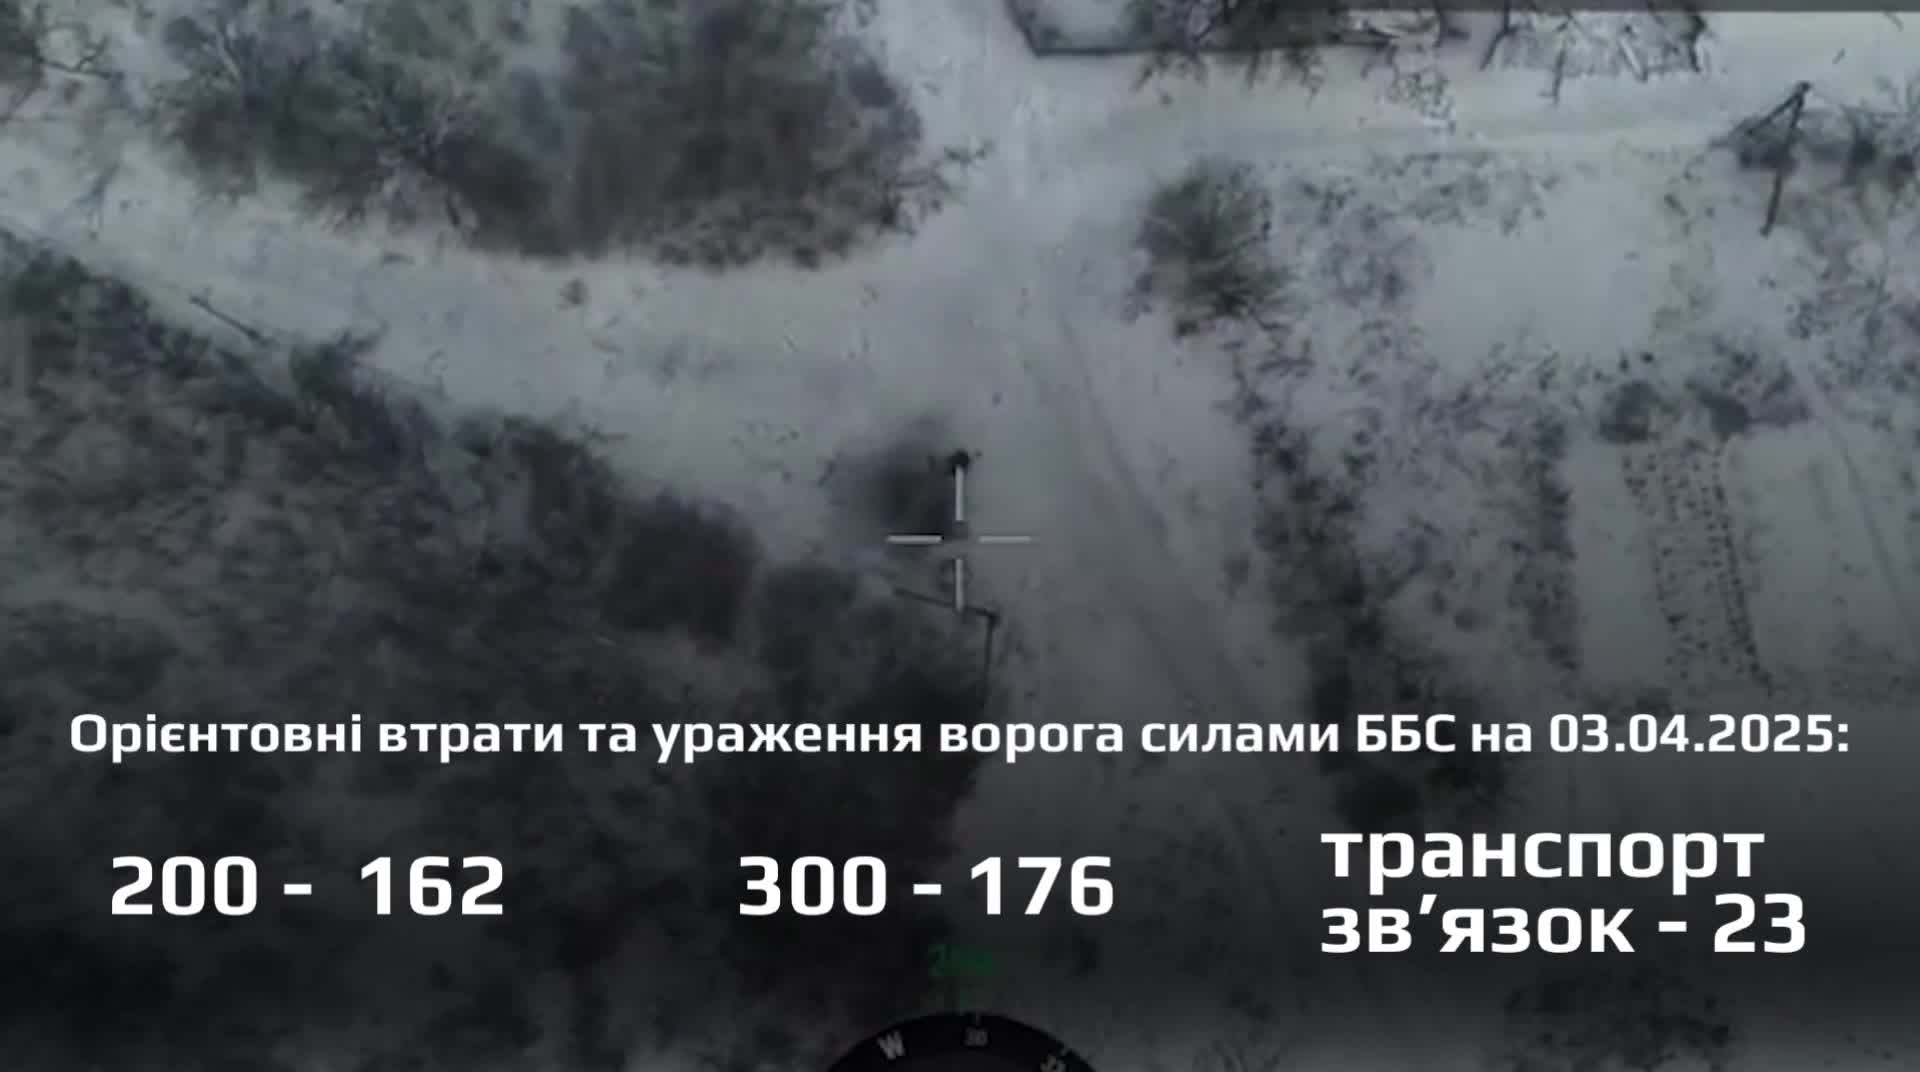 Орієнтовні втрати та ураження ворога силами ББС на 03.04.2025:
200 - 162
300 - 176
транспорт
зв’язок - 23
W